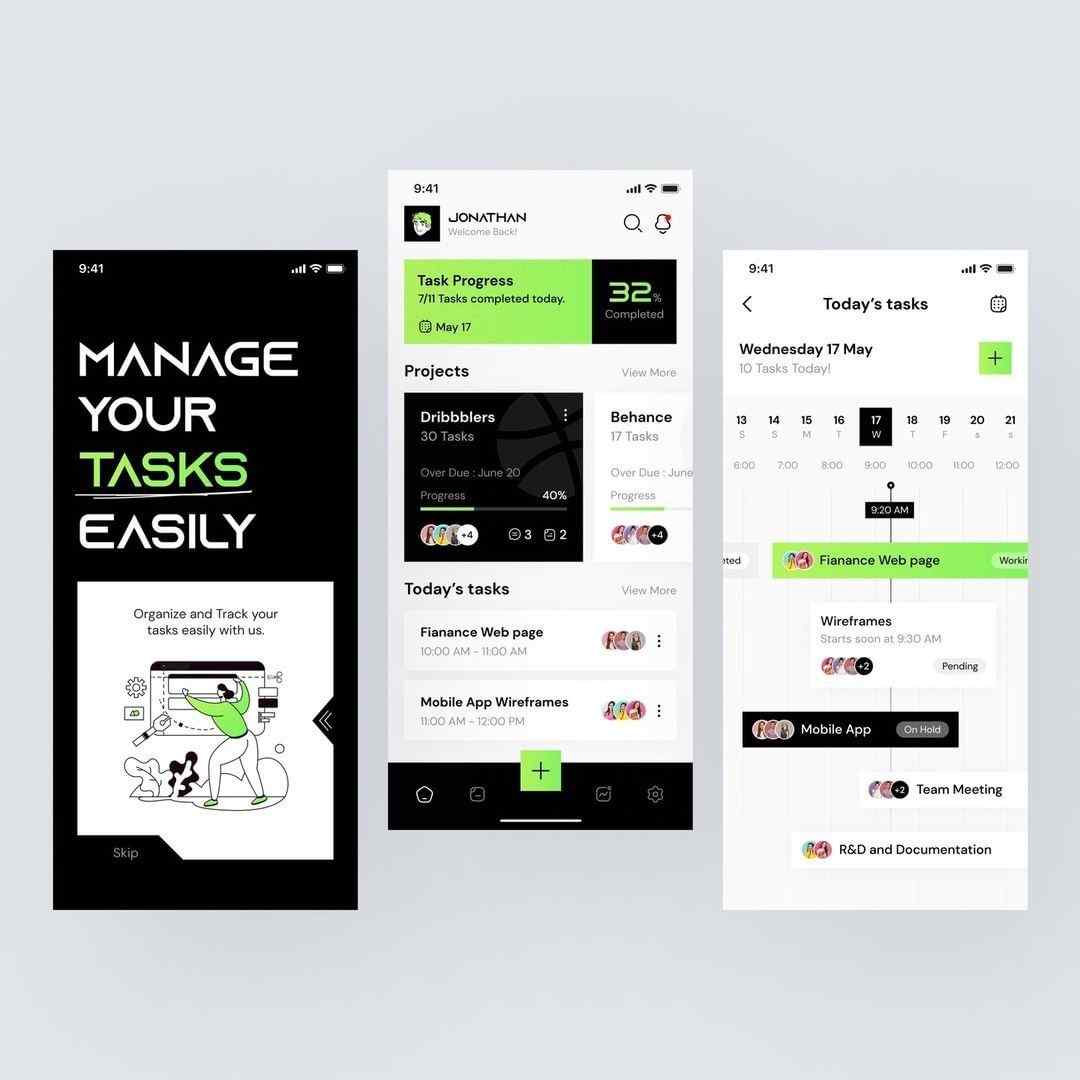 9:41
MANAGE
YOUR
TASKS
EASILY
Organize and Track your
tasks easily with us.
Skip
9:41
JONATHAN
Welcome Back!
Task Progress
7/11 Tasks completed today.
May 17
32%
Completed
Projects
View More
Dribbblers
30 Tasks
Over Due : June 20
Progress
40%
+4
3
2
Behance
17 Tasks
Over Due : June
Progress
+4
Today's tasks
View More
Fianance Web page
10:00 AM - 11:00 AM
Mobile App Wireframes
11:00 AM - 12:00 PM
9:41
Today's tasks
Wednesday 17 May
10 Tasks Today!
13 14 15 16 17 18 19 20 21
S S M T W T F s s
6:00 7:00 8:00 9:00 10:00 11:00 12:00
9:20 AM
eted
Fianance Web page
Workin
Wireframes
Starts soon at 9:30 AM
+2
Pending
Mobile App
On Hold
+2
Team Meeting
R&D and Documentation